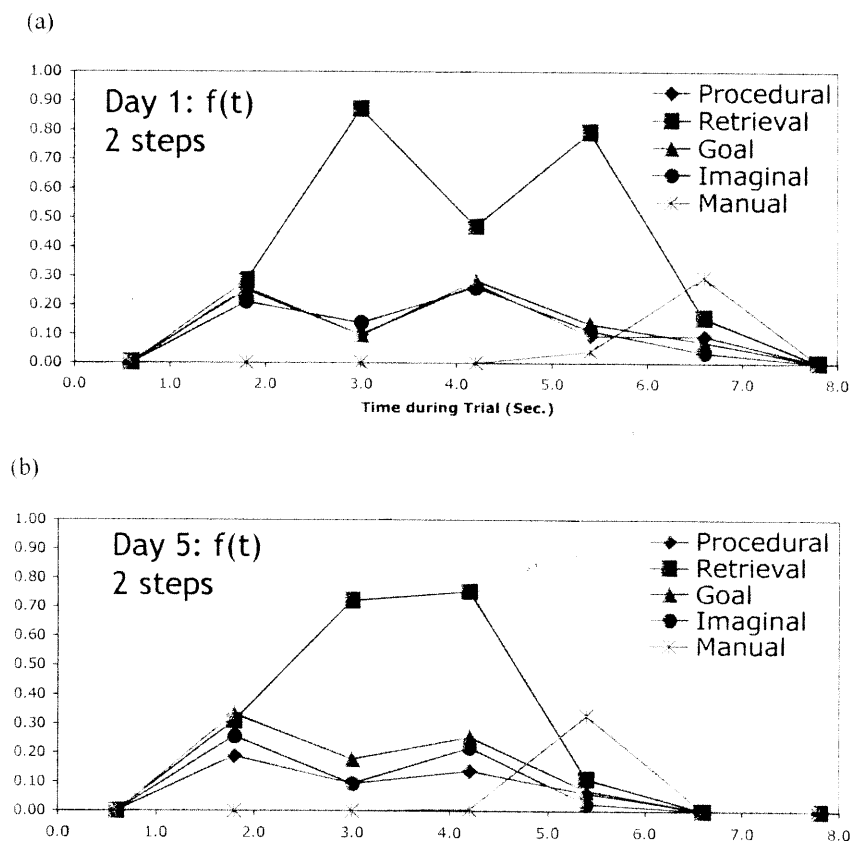 (a)
1.00
0.90
0.80
0.70
0.60
0.50
0.40
0.30
0.20
0.10
0.00
Day 1: f(t)
2 steps
Procedural
Retrieval
Goal
Imaginal
Manual
0.0 1.0 2.0 3.0 4.0 5.0 6.0 7.0 8.0
Time during Trial (Sec.)
(b)
1.00
0.90
0.80
0.70
0.60
0.50
0.40
0.30
0.20
0.10
0.00
Day 5: f(t)
2 steps
Procedural
Retrieval
Goal
Imaginal
Manual
0.0 1.0 2.0 3.0 4.0 5.0 6.0 7.0 8.0